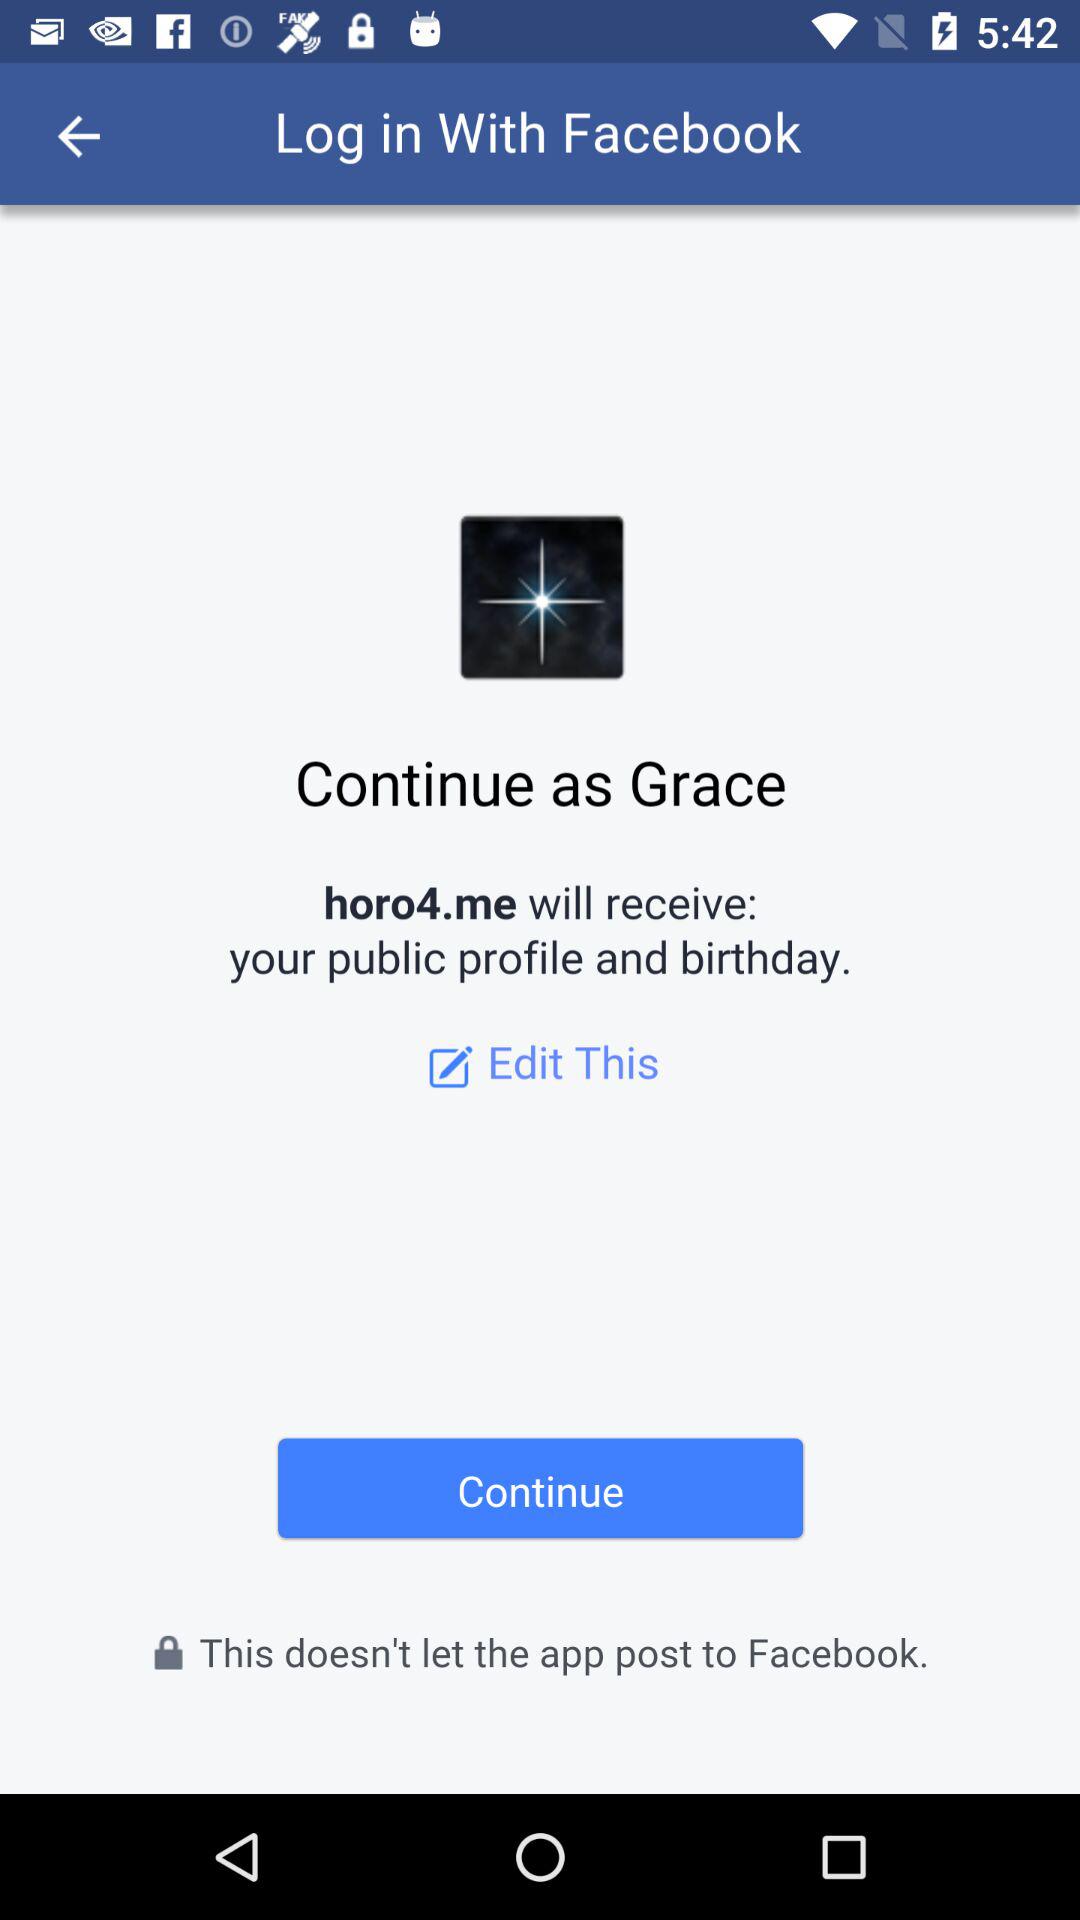 FAKE
5:42
Log in With Facebook
Continue as Grace
horo4.me will receive:
your public profile and birthday.
Edit This
Continue
This doesn't let the app post to Facebook.